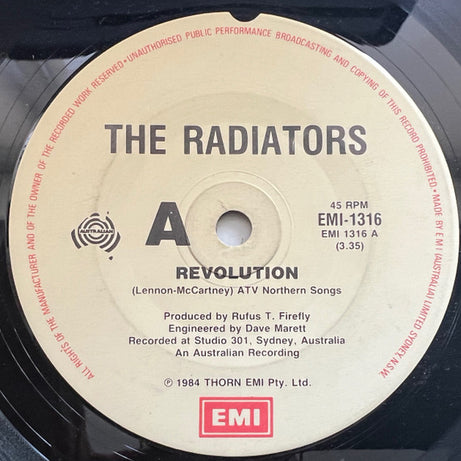 ALL RIGHTS OF THE MANUFACTURER AND OF THE OWNER OF THE RECORDED WORK RESERVED • UNAUTHORISED PUBLIC PERFORMANCE BROADCASTING AND COPYING OF THIS RECORD PROHIBITED • MADE BY EMI (AUSTRALIA) LIMITED SYDNEY, N.S.W.
THE RADIATORS
45 RPM
A EMI-1316
AUSTRALIAN EMI 1316 A
(3.35)
REVOLUTION
(Lennon-McCartney) ATV Northern Songs
Produced by Rufus T. Firefly
Engineered by Dave Marett
Recorded at Studio 301, Sydney, Australia
An Australian Recording
℗ 1984 THORN EMI Pty. Ltd.
EMI